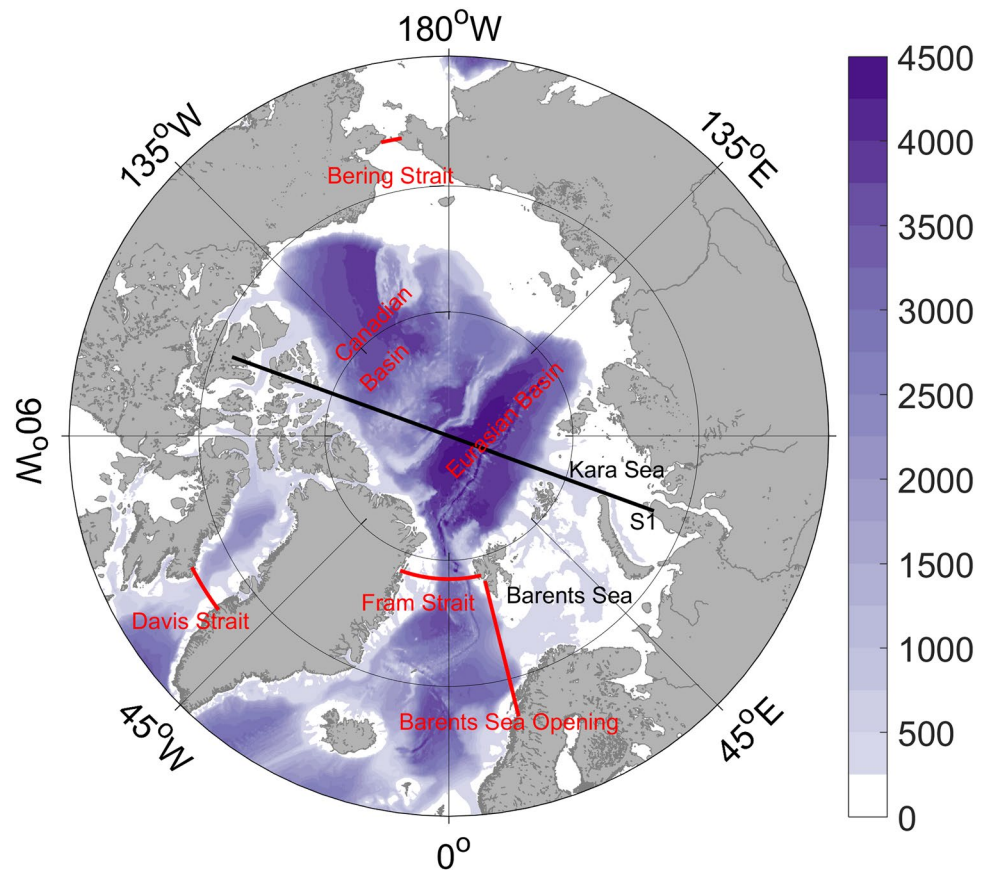 180°W
135°W
135°E
Bering Strait
Canadian
Basin
Eurasian Basin
90°W
Kara Sea
S1
Barents Sea
Fram Strait
Davis Strait
Barents Sea Opening
45°W
45°E
0°
4500
4000
3500
3000
2500
2000
1500
1000
500
0